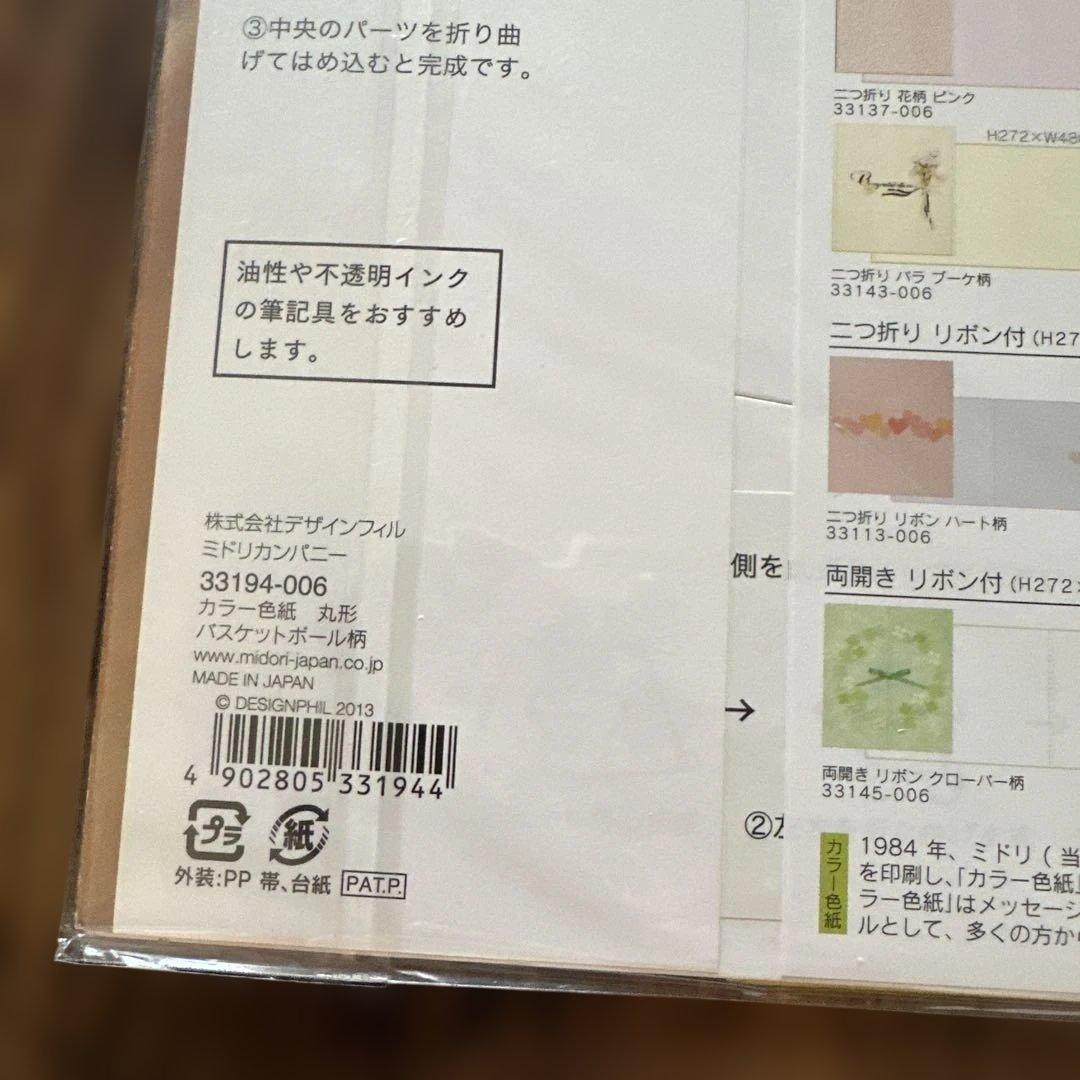 ③中央のパーツを折り曲
げてはめ込むと完成です。
油性や不透明インク
の筆記具をおすすめ
します。
株式会社デザインフィル
ミドリカンパニー
33194-006
カラー色紙 丸形
バスケットボール柄
www.midori-japan.co.jp
MADE IN JAPAN
© DESIGNPHIL 2013
4 902805 331944
プラ 紙
外装:PP 帯、台紙 PAT.P.
側を
→
②
二つ折り 花柄 ピンク
33137-006
H272×W48
二つ折り バラ ブーケ柄
33143-006
二つ折り リボン付 (H27
二つ折り リボン ハート柄
33113-006
両開き リボン付 (H272×
両開き リボン クローバー柄
33145-006
カラー色紙
1984 年、ミドリ ( 当
を印刷し、「カラー色紙」
ラー色紙」はメッセージ
ルとして、多くの方から